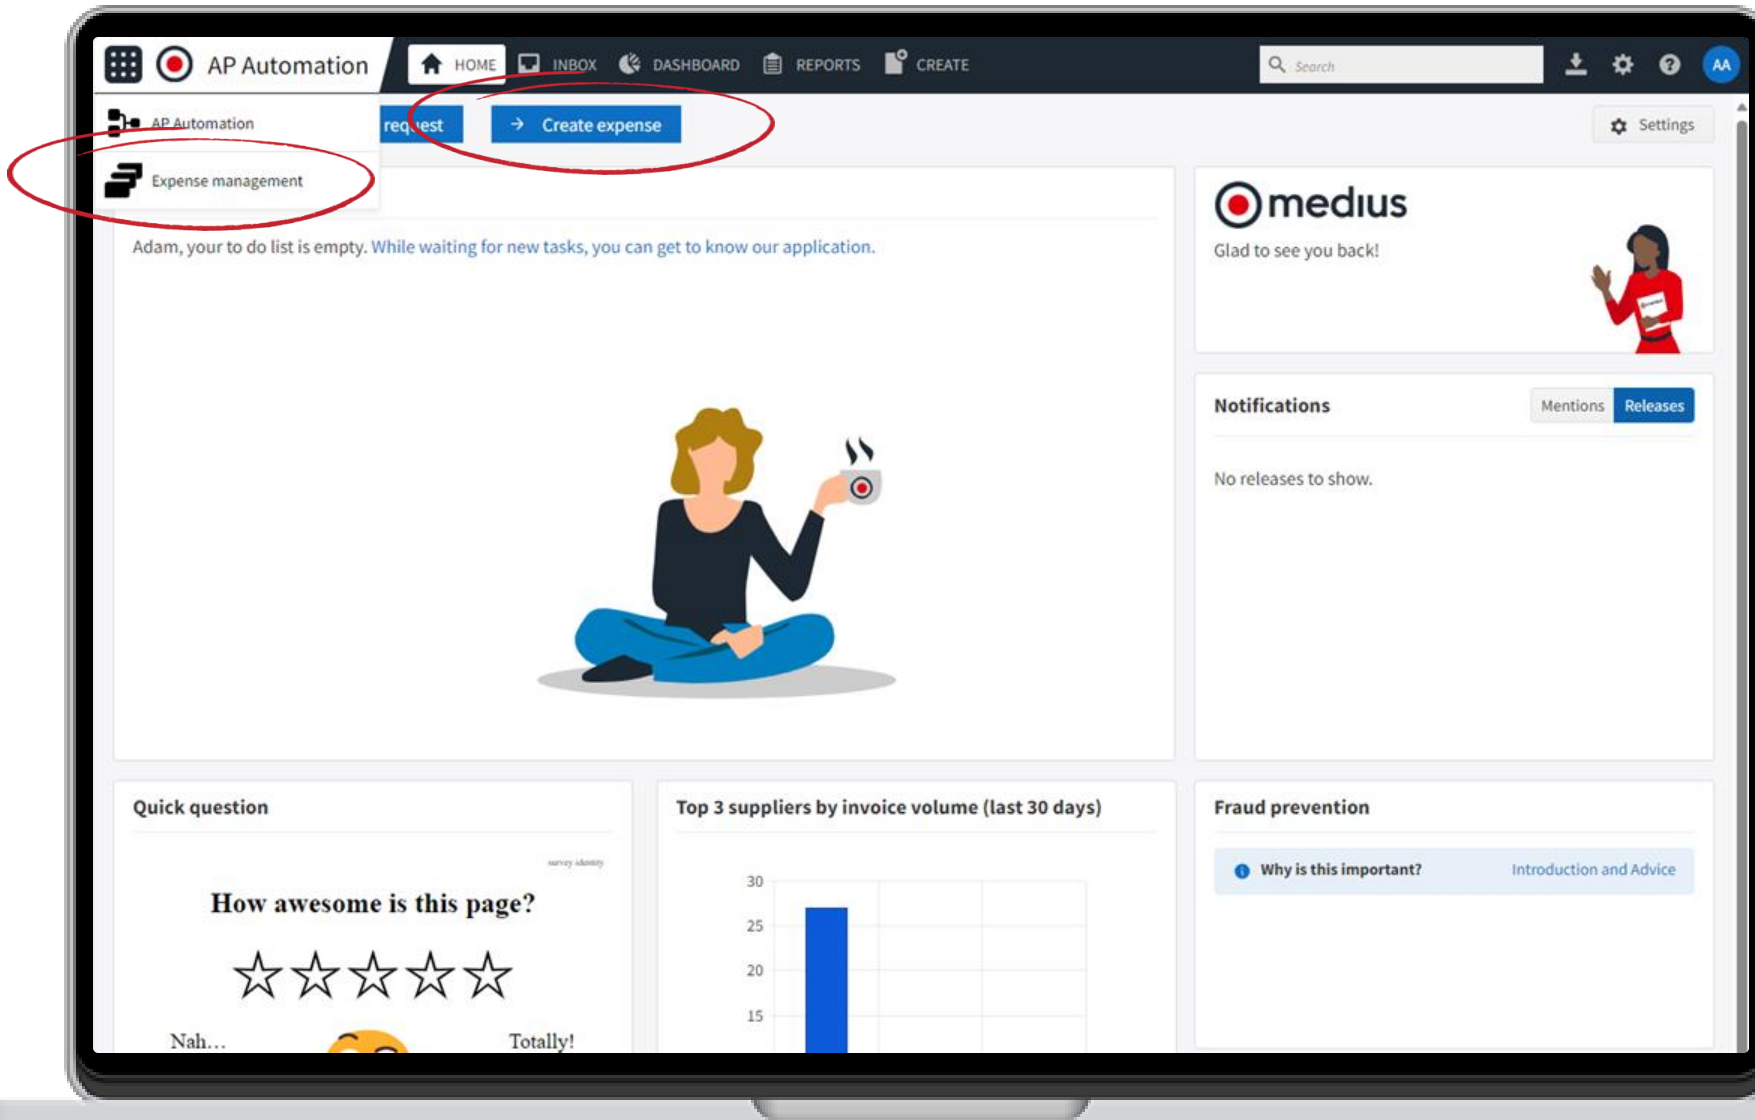 AP Automation
HOME
INBOX
DASHBOARD
REPORTS
CREATE
Search
AA
AP Automation
request
→ Create expense
Settings
Expense management
Adam, your to do list is empty. While waiting for new tasks, you can get to know our application.
medius
Glad to see you back!
Notifications
Mentions
Releases
No releases to show.
Quick question
survey identity
How awesome is this page?
Nah...
Totally!
Top 3 suppliers by invoice volume (last 30 days)
30
25
20
15
Fraud prevention
Why is this important?
Introduction and Advice